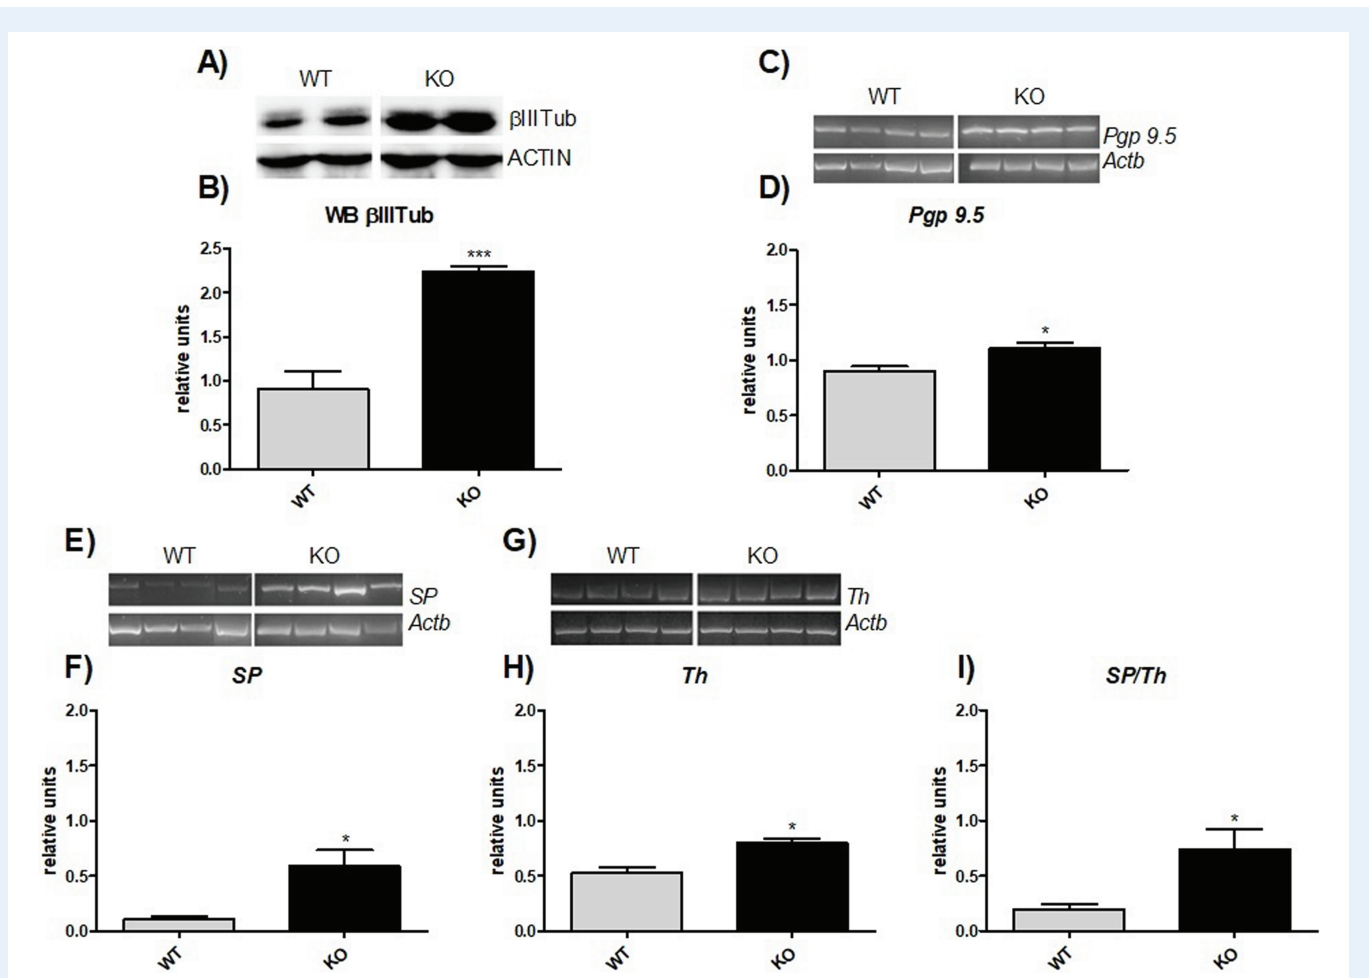 A)
WT KO
βIIITub
ACTIN
B)
WB βIIITub
2.5
2.0
1.5
1.0
0.5
0.0
relative units
***
WT
KO
C)
WT KO
Pgp 9.5
Actb
D)
Pgp 9.5
2.0
1.5
1.0
0.5
0.0
relative units
*
WT
KO
E)
WT KO
SP
Actb
F)
SP
2.0
1.5
1.0
0.5
0.0
relative units
*
WT
KO
G)
WT KO
Th
Actb
H)
Th
2.0
1.5
1.0
0.5
0.0
relative units
*
WT
KO
I)
SP/Th
2.0
1.5
1.0
0.5
0.0
relative units
*
WT
KO